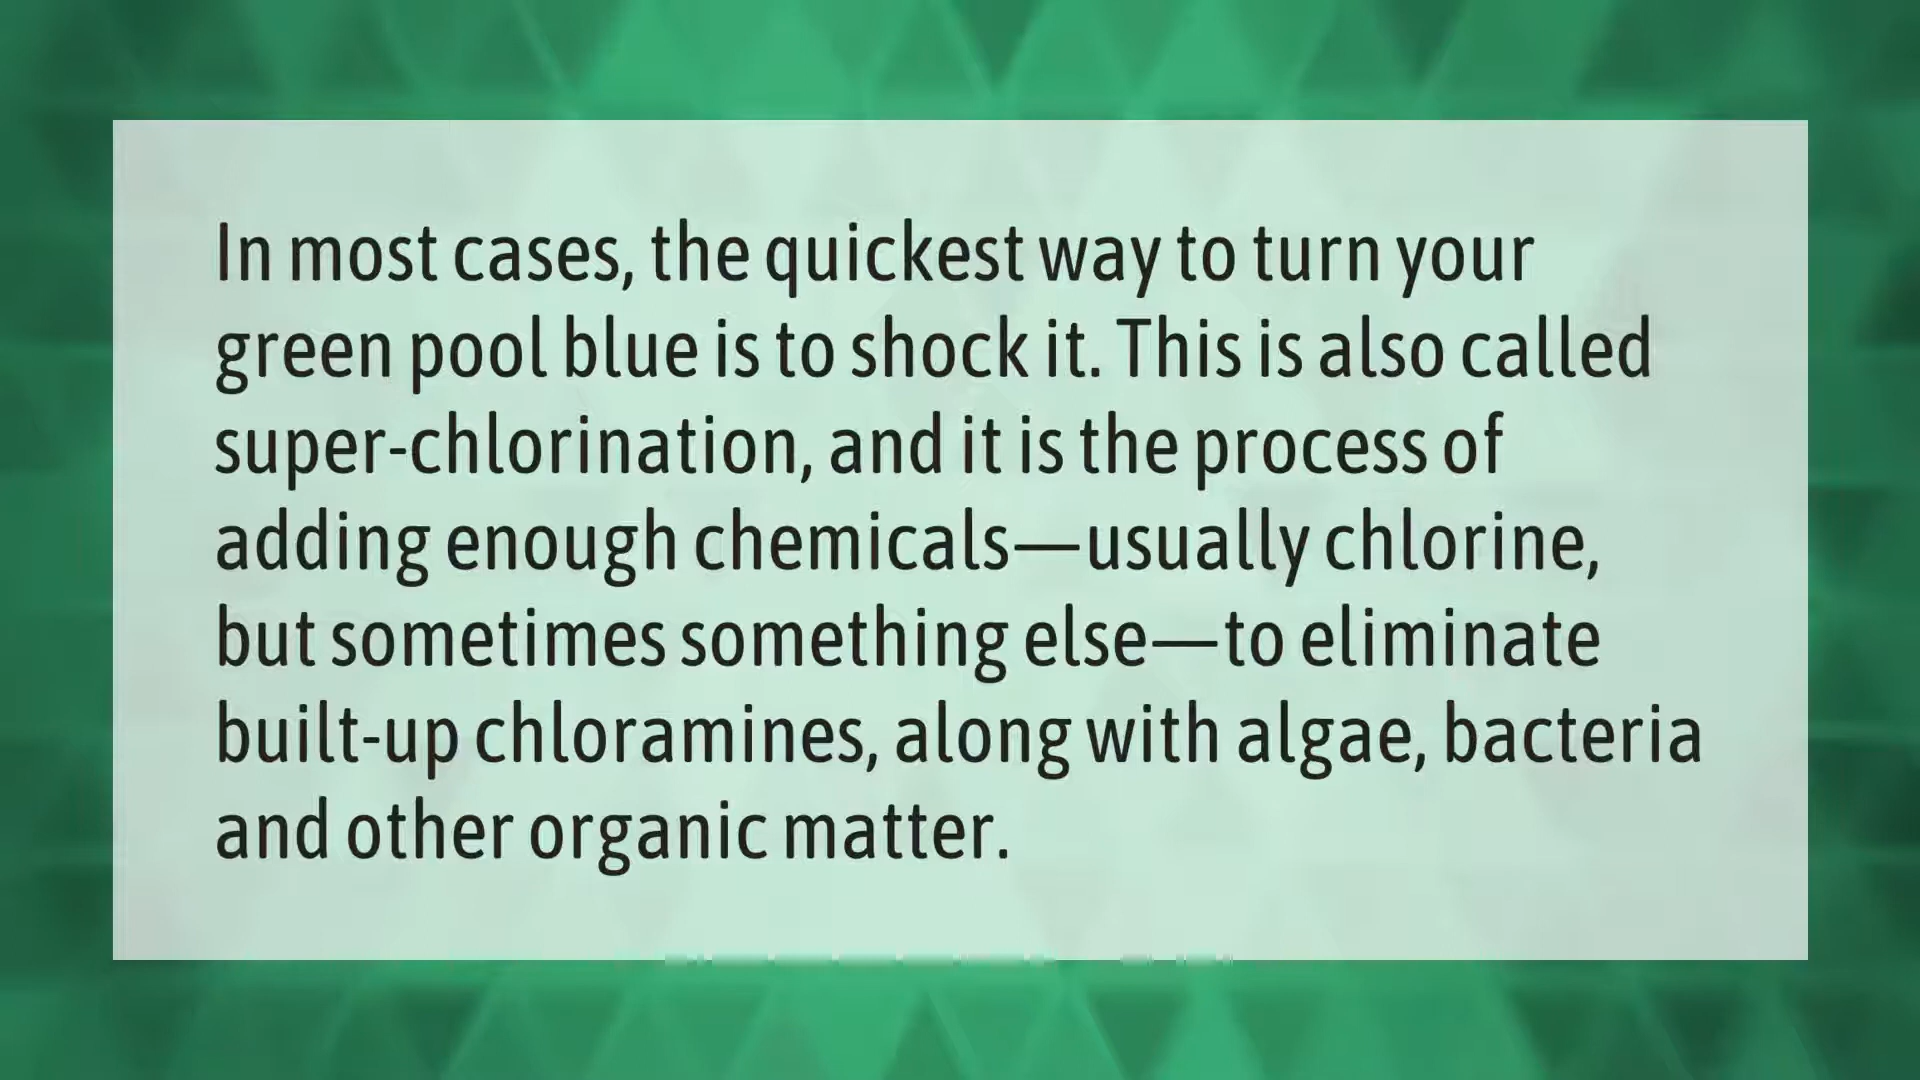 In most cases, the quickest way to turn your
green pool blue is to shock it. This is also called
super-chlorination, and it is the process of
adding enough chemicals—usually chlorine,
but sometimes something else—to eliminate
built-up chloramines, along with algae, bacteria
and other organic matter.